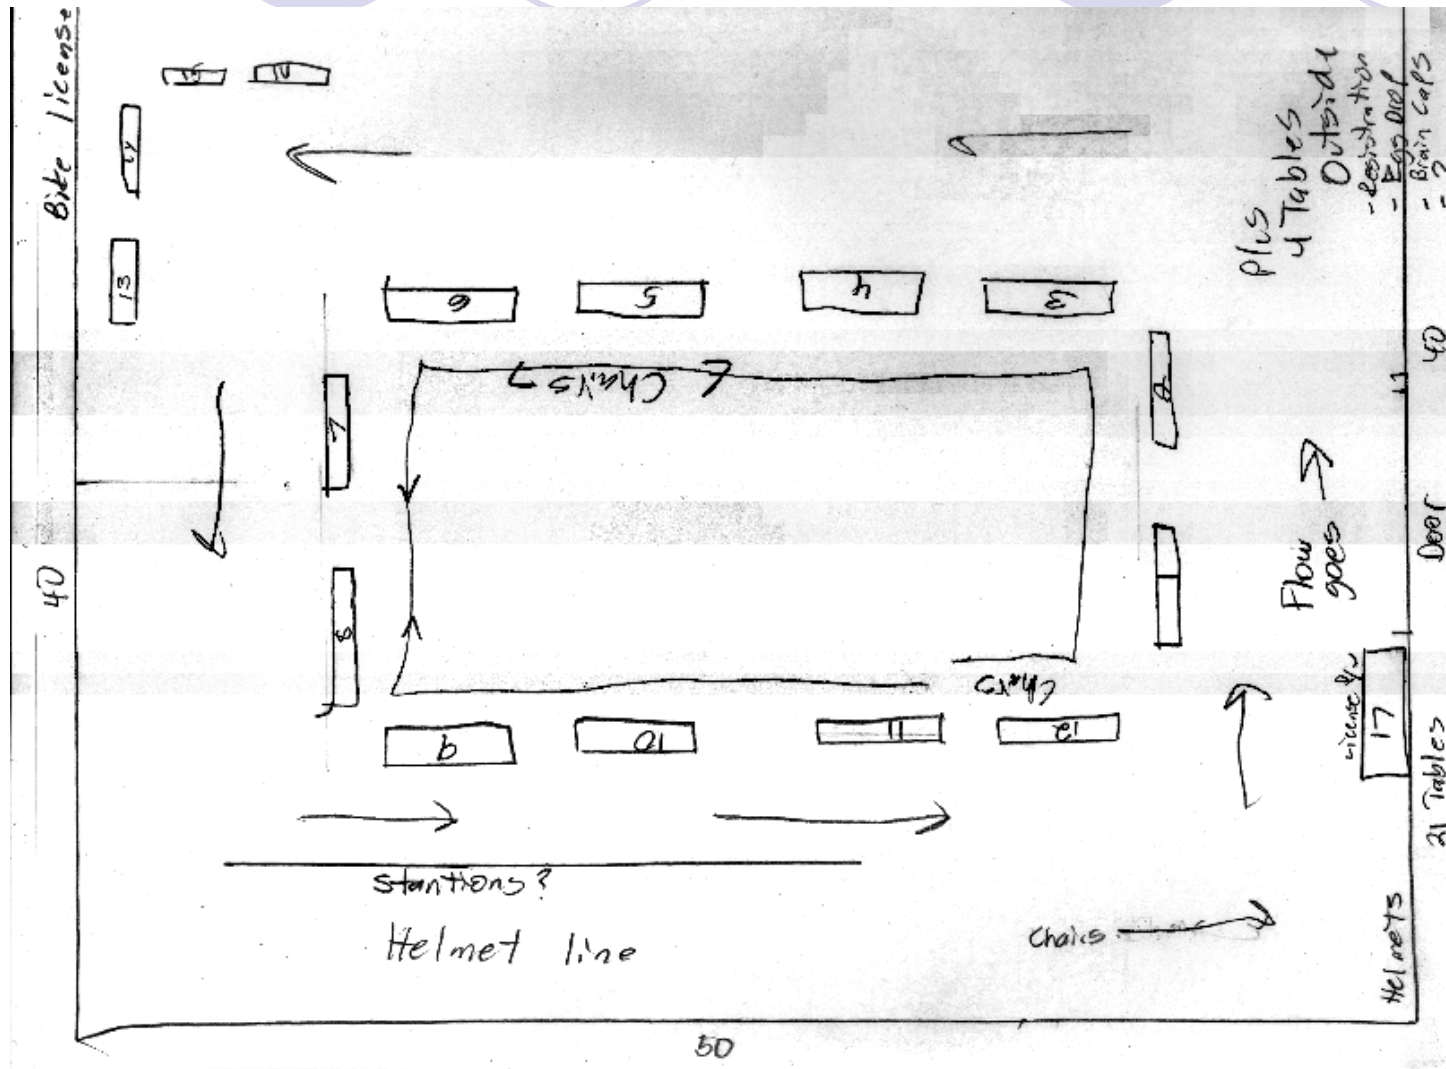 Bike license
14
13
6
5
4
3
Plus
4 Tables
Outside
- Registration
- Egg Drop
- Brain Caps
- ?
40
← Chairs →
7
8
40
Flow
goes
Door
Chairs
9
10
11
12
17
21 Tables
stantions?
Helmet line
Chairs
Helmets
50